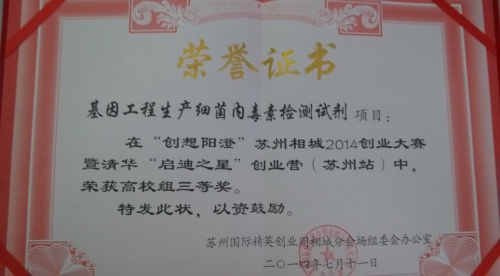 荣誉证书
基因工程生产细菌内毒素检测试剂 项目：
在“创想阳澄”苏州相城2014创业大赛
暨清华“启迪之星”创业营（苏州站）中，
荣获高校组三等奖。
特发此状，以资鼓励。
苏州国际精英创业周相城分会场组委会办公室
二〇一四年七月十一日